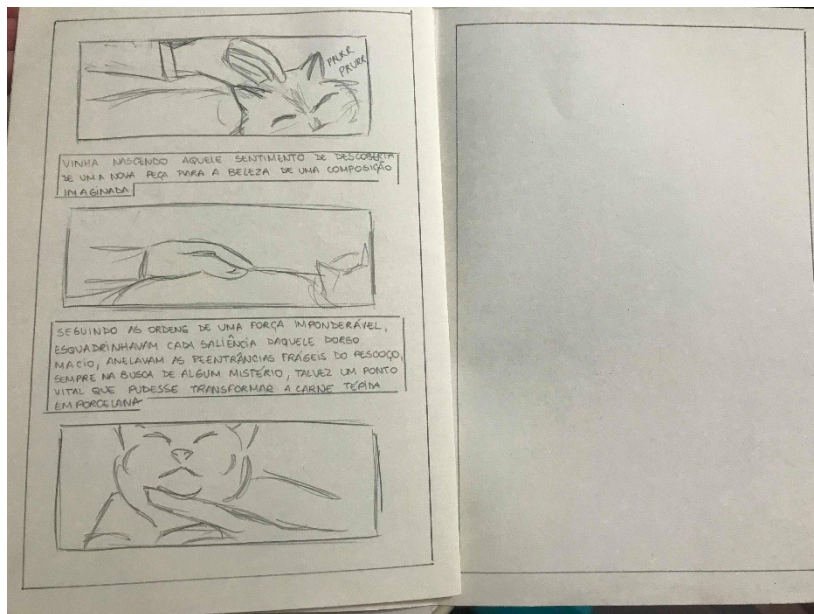 PRKR
PRURR
VINHA NASCENDO AQUELE SENTIMENTO DE DESCOBERTA
DE UMA NOVA PEÇA PARA A BELEZA DE UMA COMPOSIÇÃO
IMAGINADA
SEGUINDO AS ORDENS DE UMA FORÇA IMPONDERÁVEL,
ESQUADRINHAVAM CADA SALIÊNCIA DAQUELE DORSO
MACIO, ANELAVAM AS REENTRÂNCIAS FRÁGEIS DO PESCOÇO,
SEMPRE NA BUSCA DE ALGUM MISTÉRIO, TALVEZ UM PONTO
VITAL QUE PUDESSE TRANSFORMAR A CARNE TÉPIDA
EM PORCELANA